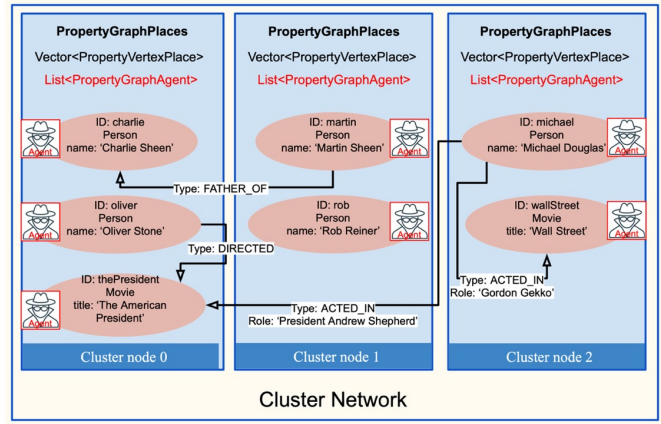 PropertyGraphPlaces
Vector<PropertyVertexPlace>
List<PropertyGraphAgent>
ID: charlie
Person
name: 'Charlie Sheen'
Agent
ID: oliver
Person
name: 'Oliver Stone'
Agent
ID: thePresident
Movie
title: 'The American
President'
Agent
Cluster node 0
PropertyGraphPlaces
Vector<PropertyVertexPlace>
List<PropertyGraphAgent>
ID: martin
Person
name: 'Martin Sheen'
Agent
ID: rob
Person
name: 'Rob Reiner'
Agent
Cluster node 1
PropertyGraphPlaces
Vector<PropertyVertexPlace>
List<PropertyGraphAgent>
ID: michael
Person
name: 'Michael Douglas'
Agent
ID: wallStreet
Movie
title: 'Wall Street'
Agent
Cluster node 2
Type: FATHER_OF
Type: DIRECTED
Type: ACTED_IN
Role: 'President Andrew Shepherd'
Type: ACTED_IN
Role: 'Gordon Gekko'
Cluster Network